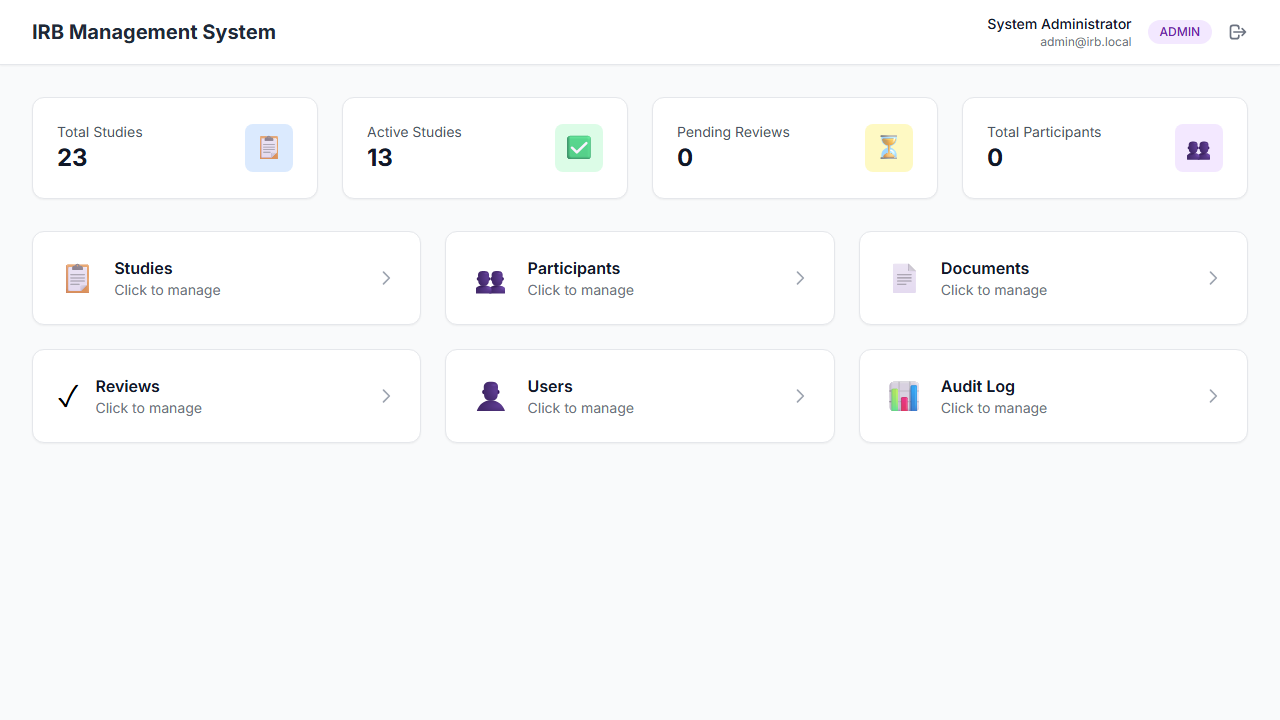 IRB Management System
System Administrator
admin@irb.local
ADMIN
Total Studies
23
Active Studies
13
Pending Reviews
0
Total Participants
0
Studies
Click to manage
Participants
Click to manage
Documents
Click to manage
Reviews
Click to manage
Users
Click to manage
Audit Log
Click to manage